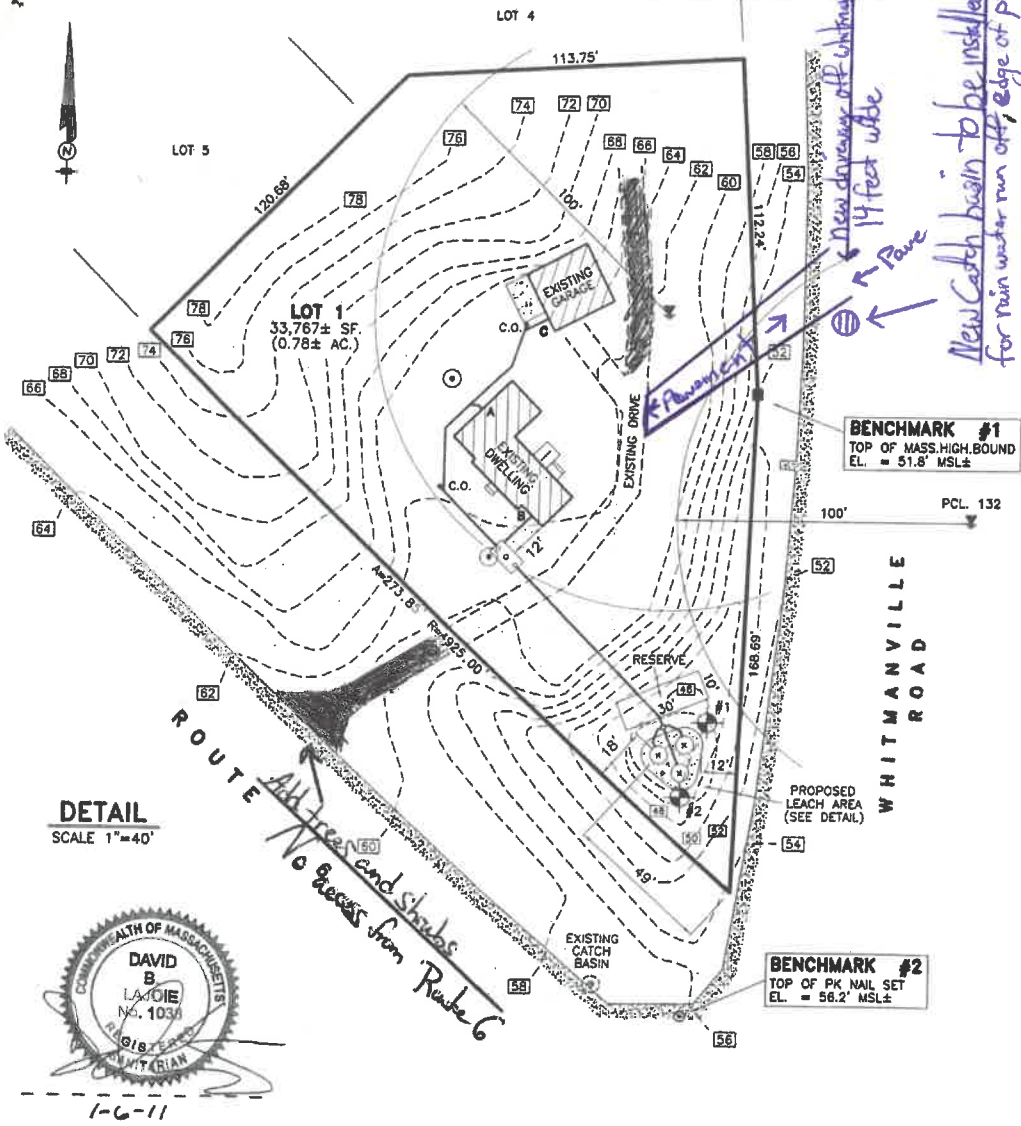 LOT 4
113.75'
LOT 5
120.68'
N
74
72
70
76
78
68
66
64
62
60
58
56
54
100'
112.24'
New driveway off
14 feet wide
New Catch basin to be
for rain water run off, edge of
← Pave
78
76
74
72
70
68
66
LOT 1
33,767± SF.
(0.78± AC.)
EXISTING
GARAGE
C.O.
C
←Pavement
52
A
EXISTING
DWELLING
B
C.O.
12'
EXISTING DRIVE
BENCHMARK #1
TOP OF MASS.HIGH.BOUND
EL. = 51.8' MSL±
100'
PCL. 132
64
52
A=273.85'
R=4925.00'
168.69'
WHITMANVILLE
ROAD
62
RESERVE
48
10'
30'
#1
18'
12'
#2
48
50
52
49'
PROPOSED
LEACH AREA
(SEE DETAIL)
54
ROUTE
Add trees and shrubs
No access from Route 6
60
DETAIL
SCALE 1"=40'
58
EXISTING
CATCH
BASIN
BENCHMARK #2
TOP OF PK NAIL SET
EL. = 56.2' MSL±
56
COMMONWEALTH OF MASSACHUSETTS
DAVID
B
LAJOIE
REGISTERED
SANITARIAN
1-6-11